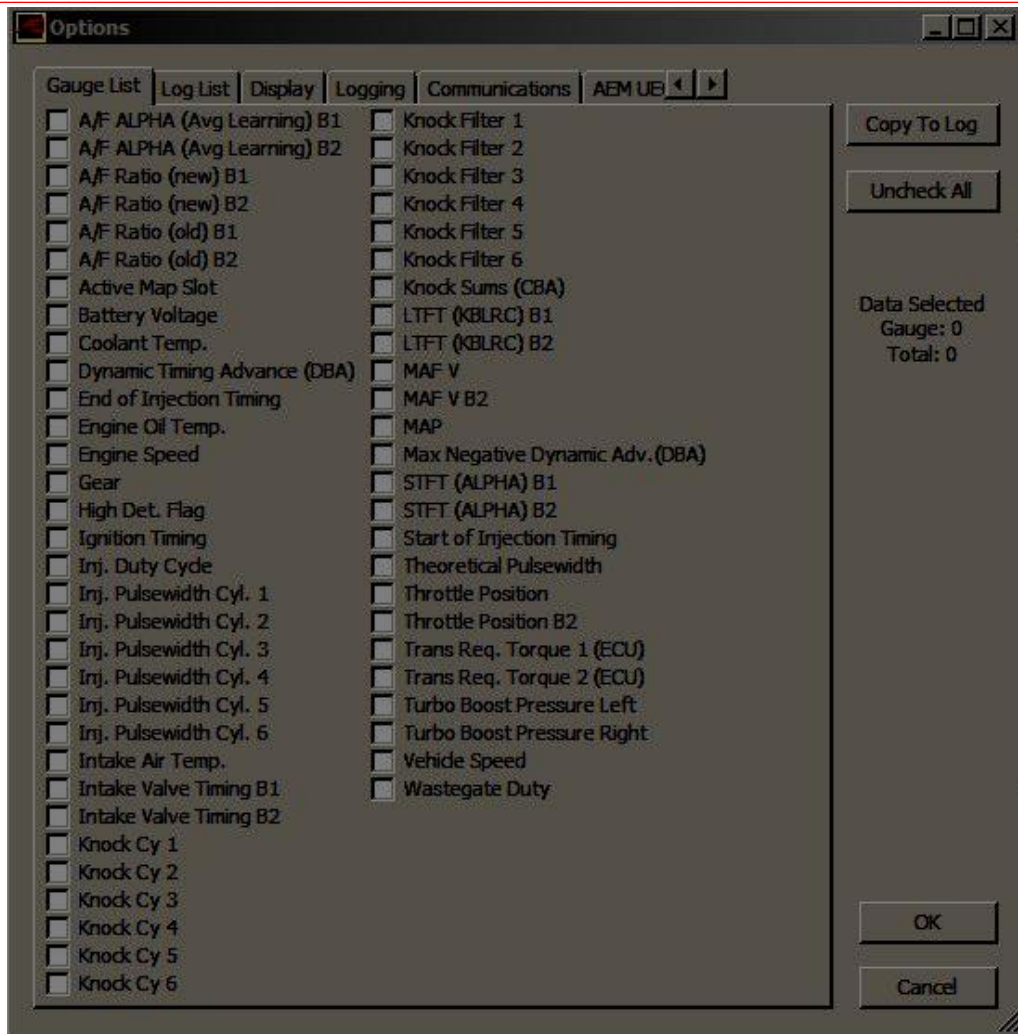 Options
Gauge List Log List Display Logging Communications AEM UE
A/F ALPHA (Avg Learning) B1
A/F ALPHA (Avg Learning) B2
A/F Ratio (new) B1
A/F Ratio (new) B2
A/F Ratio (old) B1
A/F Ratio (old) B2
Active Map Slot
Battery Voltage
Coolant Temp.
Dynamic Timing Advance (DBA)
End of Injection Timing
Engine Oil Temp.
Engine Speed
Gear
High Det. Flag
Ignition Timing
Inj. Duty Cycle
Inj. Pulsewidth Cyl. 1
Inj. Pulsewidth Cyl. 2
Inj. Pulsewidth Cyl. 3
Inj. Pulsewidth Cyl. 4
Inj. Pulsewidth Cyl. 5
Inj. Pulsewidth Cyl. 6
Intake Air Temp.
Intake Valve Timing B1
Intake Valve Timing B2
Knock Cy 1
Knock Cy 2
Knock Cy 3
Knock Cy 4
Knock Cy 5
Knock Cy 6
Knock Filter 1
Knock Filter 2
Knock Filter 3
Knock Filter 4
Knock Filter 5
Knock Filter 6
Knock Sums (CBA)
LTFT (KBLRC) B1
LTFT (KBLRC) B2
MAF V
MAF V B2
MAP
Max Negative Dynamic Adv.(DBA)
STFT (ALPHA) B1
STFT (ALPHA) B2
Start of Injection Timing
Theoretical Pulsewidth
Throttle Position
Throttle Position B2
Trans Req. Torque 1 (ECU)
Trans Req. Torque 2 (ECU)
Turbo Boost Pressure Left
Turbo Boost Pressure Right
Vehicle Speed
Wastegate Duty
Copy To Log
Uncheck All
Data Selected
Gauge: 0
Total: 0
OK
Cancel